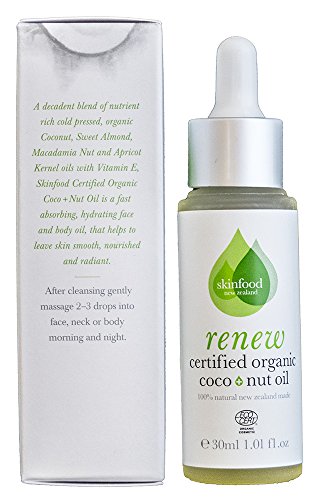 A decadent blend of nutrient
rich cold pressed, organic
Coconut, Sweet Almond,
Macadamia Nut and Apricot
Kernel oils with Vitamin E,
Skinfood Certified Organic
Coco+Nut Oil is a fast
absorbing, hydrating face
and body oil, that helps to
leave skin smooth, nourished
and radiant.
After cleansing gently
massage 2–3 drops into
face, neck or body
morning and night.
skinfood
new zealand
renew
certified organic
coco nut oil
100% natural new zealand made
ECO
CERT
ORGANIC
COSMETIC
e 30ml 1.01 fl.oz